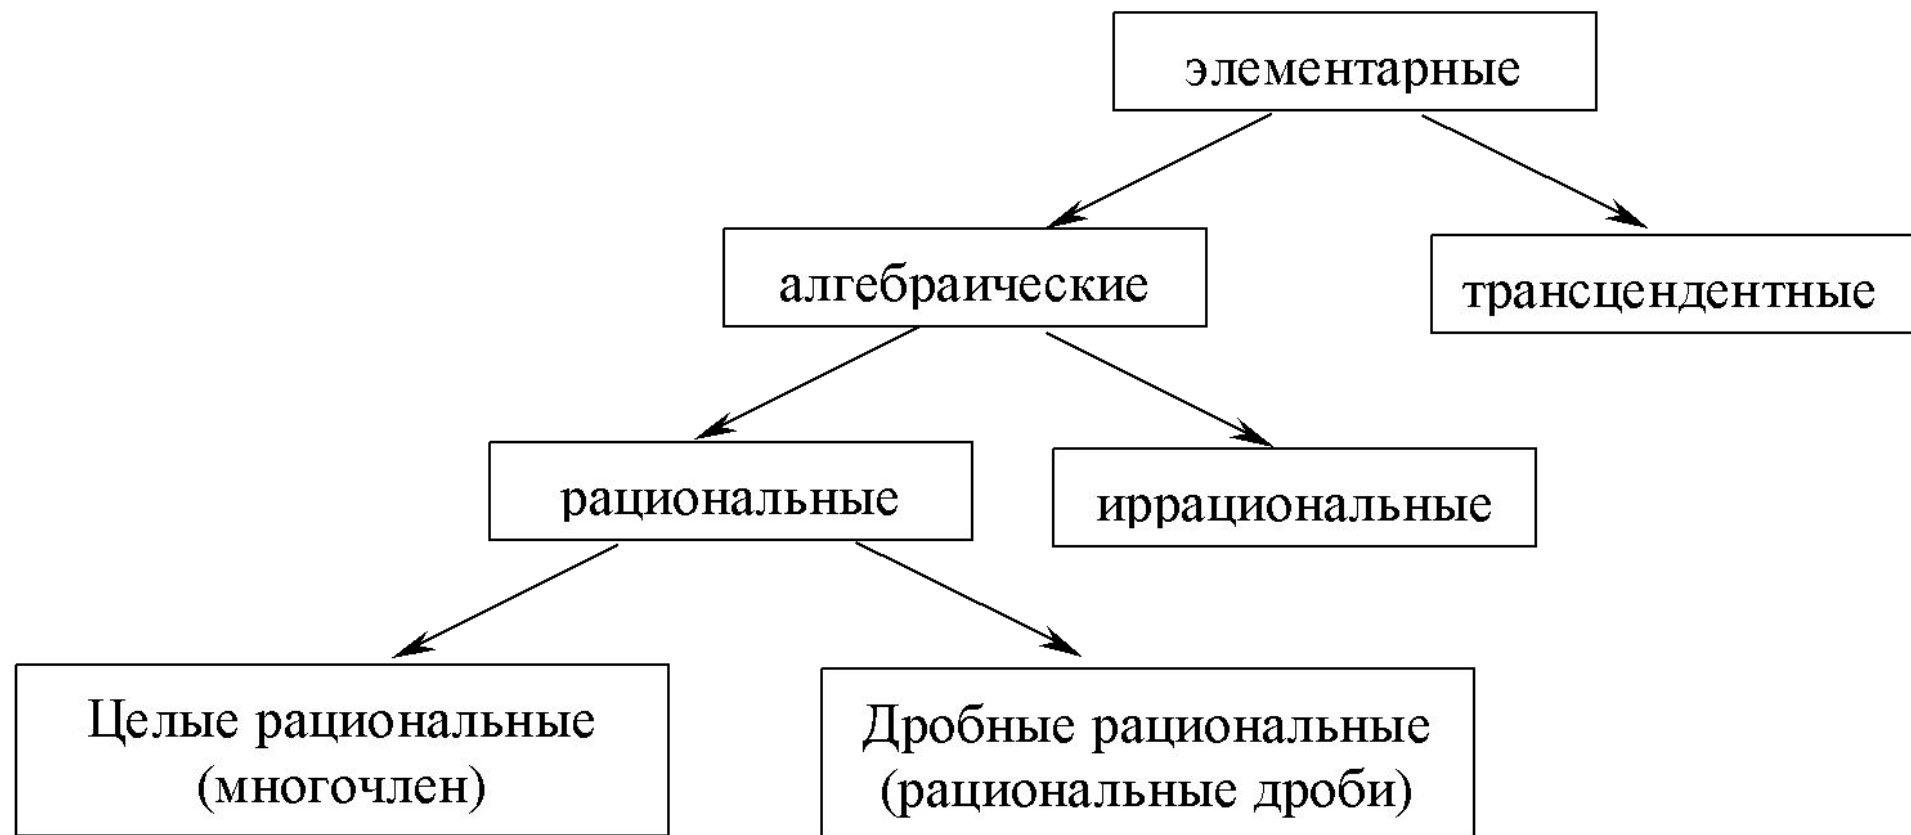 элементарные
алгебраические
трансцендентные
рациональные
иррациональные
Целые рациональные
(многочлен)
Дробные рациональные
(рациональные дроби)